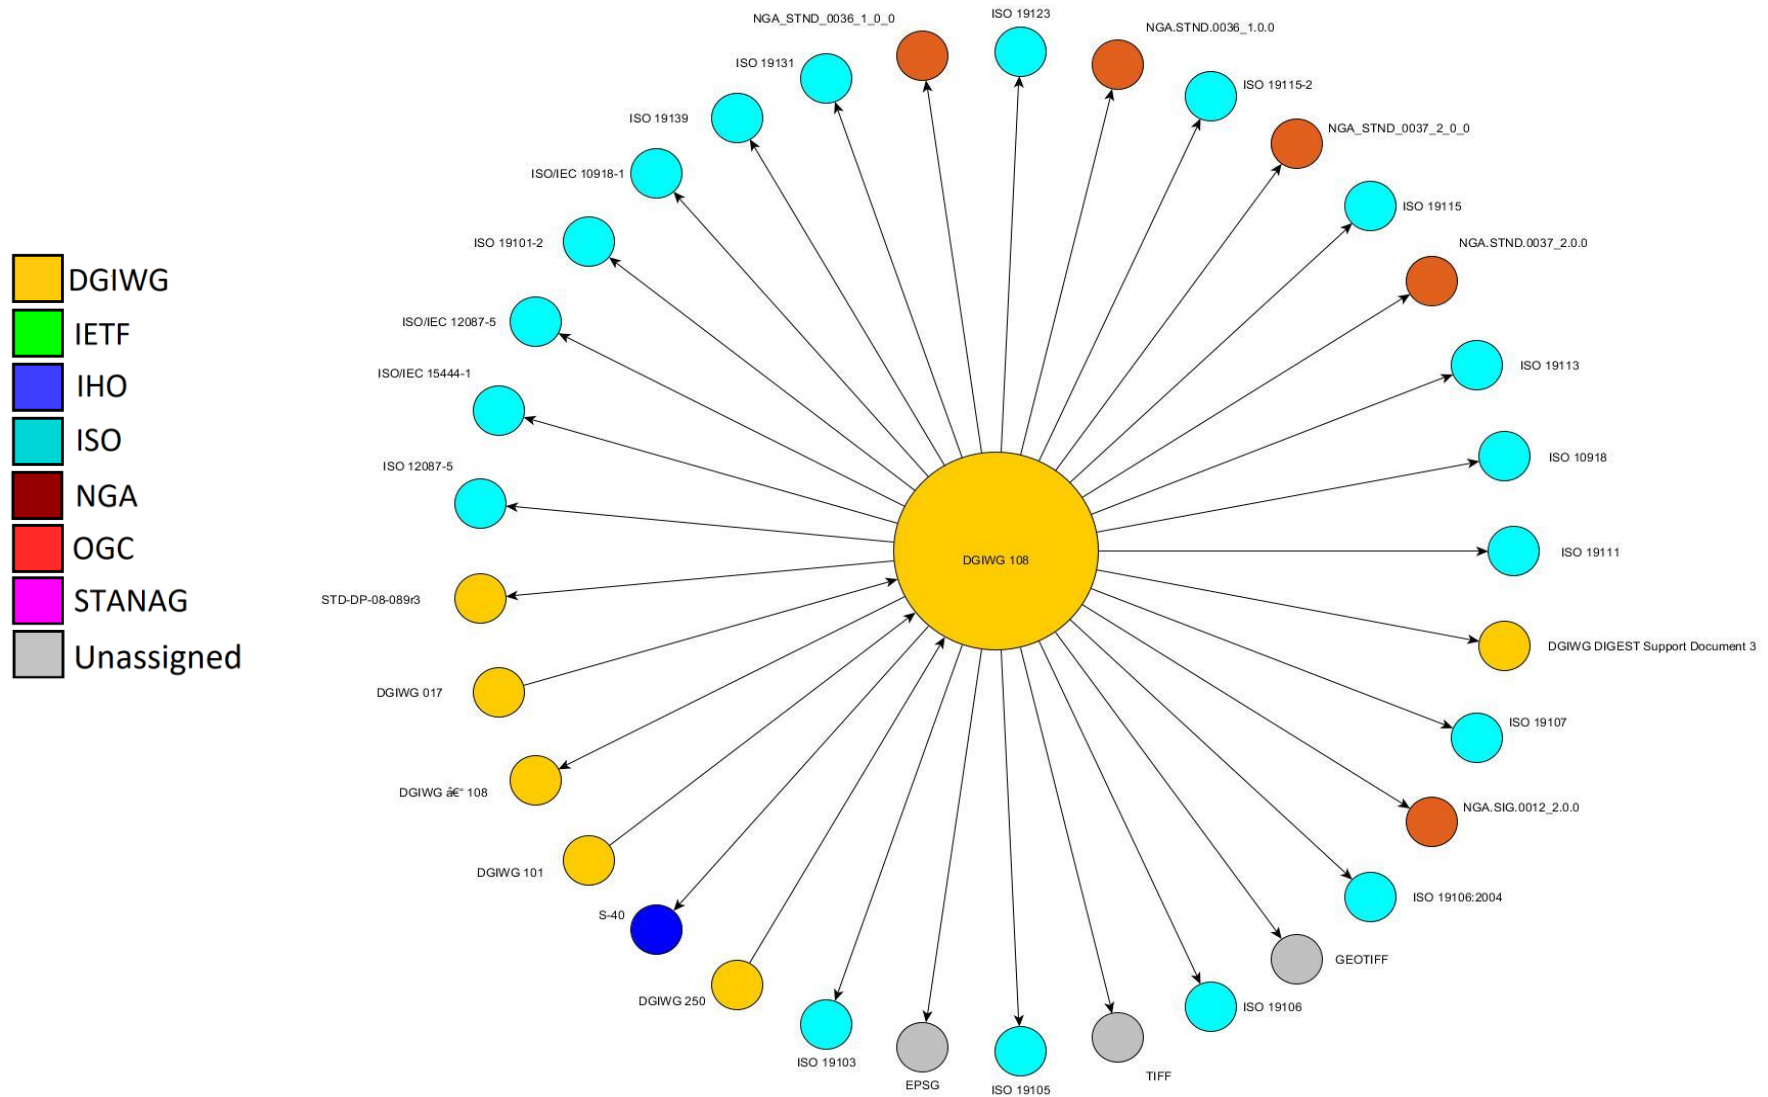 DGIWG
IETF
IHO
ISO
NGA
OGC
STANAG
Unassigned
NGA_STND_0036_1_0_0
ISO 19123
NGA.STND.0036_1.0.0
ISO 19131
ISO 19115-2
ISO 19139
NGA_STND_0037_2_0_0
ISO/IEC 10918-1
ISO 19115
ISO 19101-2
NGA.STND.0037_2.0.0
ISO/IEC 12087-5
ISO 19113
ISO/IEC 15444-1
ISO 10918
ISO 12087-5
ISO 19111
DGIWG 108
STD-DP-08-089r3
DGIWG DIGEST Support Document 3
DGIWG 017
ISO 19107
DGIWG â€“ 108
NGA.SIG.0012_2.0.0
DGIWG 101
ISO 19106:2004
S-40
GEOTIFF
DGIWG 250
ISO 19106
ISO 19103
EPSG
ISO 19105
TIFF